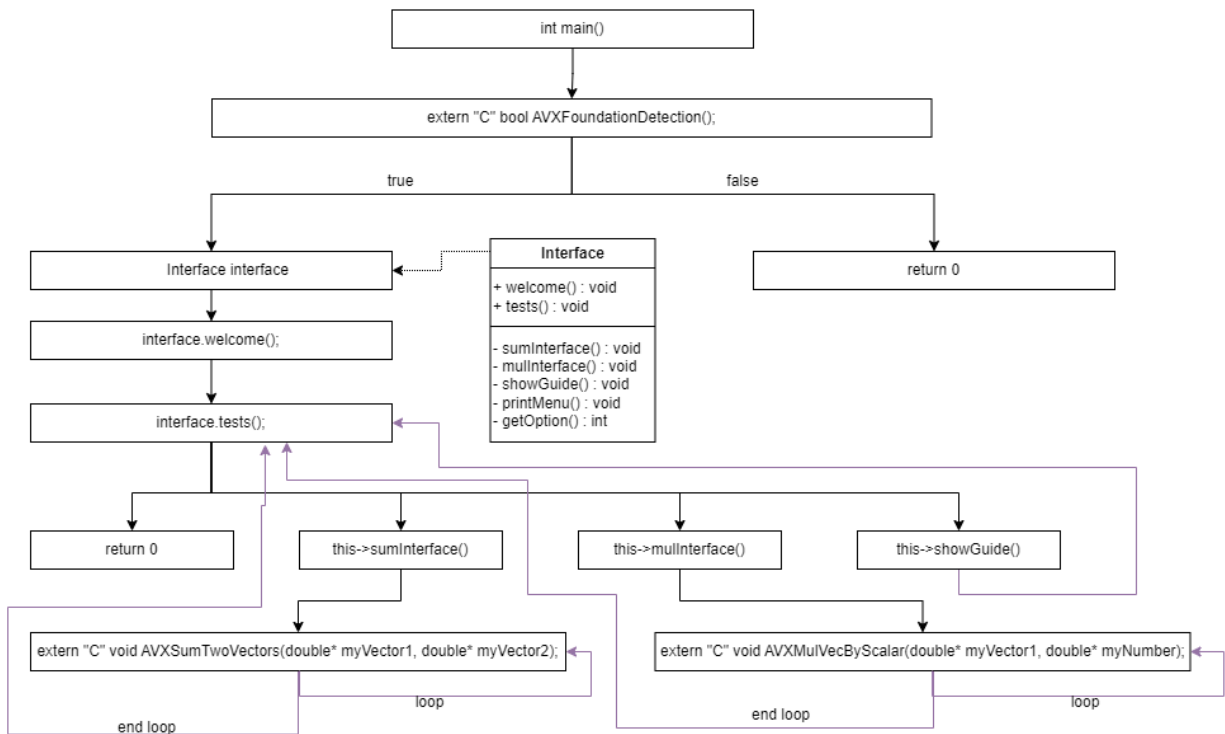 int main()
extern "C" bool AVXFoundationDetection();
true
false
Interface interface
Interface
+ welcome() : void
+ tests() : void
- sumInterface() : void
- mulInterface() : void
- showGuide() : void
- printMenu() : void
- getOption() : int
return 0
interface.welcome();
interface.tests();
return 0
this->sumInterface()
this->mulInterface()
this->showGuide()
extern "C" void AVXSumTwoVectors(double* myVector1, double* myVector2);
extern "C" void AVXMulVecByScalar(double* myVector1, double* myNumber);
loop
loop
end loop
end loop